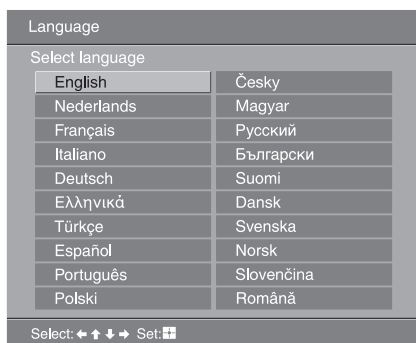 Language
Select language
English
Nederlands
Français
Italiano
Deutsch
Ελληνικά
Türkçe
Español
Português
Polski
Česky
Magyar
Русский
Български
Suomi
Dansk
Svenska
Norsk
Slovenčina
Română
Select: ← ↑ ↓ → Set: